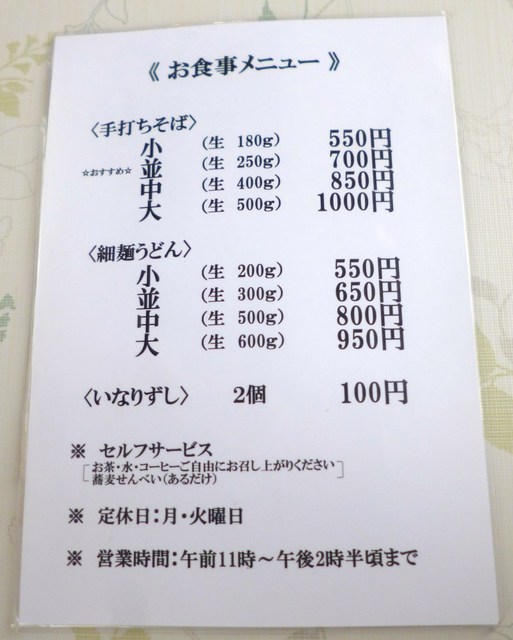 《 お食事メニュー 》
〈手打ちそば〉
小 (生 180g) 550円
☆おすすめ☆ 並 (生 250g) 700円
中 (生 400g) 850円
大 (生 500g) 1000円
〈細麺うどん〉
小 (生 200g) 550円
並 (生 300g) 650円
中 (生 500g) 800円
大 (生 600g) 950円
〈いなりずし〉 2個 100円
※ セルフサービス
お茶・水・コーヒーご自由にお召し上がりください
蕎麦せんべい(あるだけ)
※ 定休日:月・火曜日
※ 営業時間:午前11時～午後2時半頃まで